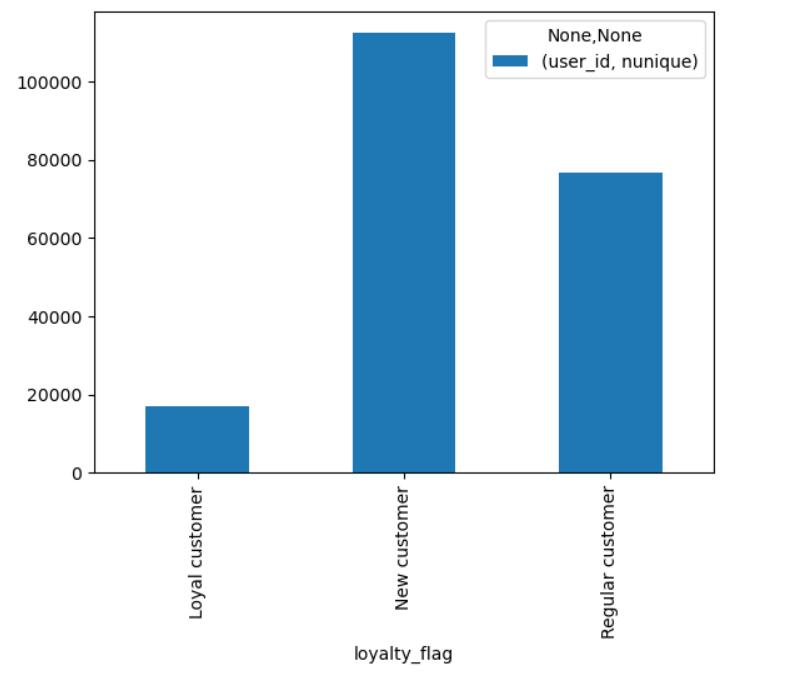 None,None
(user_id, nunique)
100000
80000
60000
40000
20000
0
Loyal customer
New customer
Regular customer
loyalty_flag